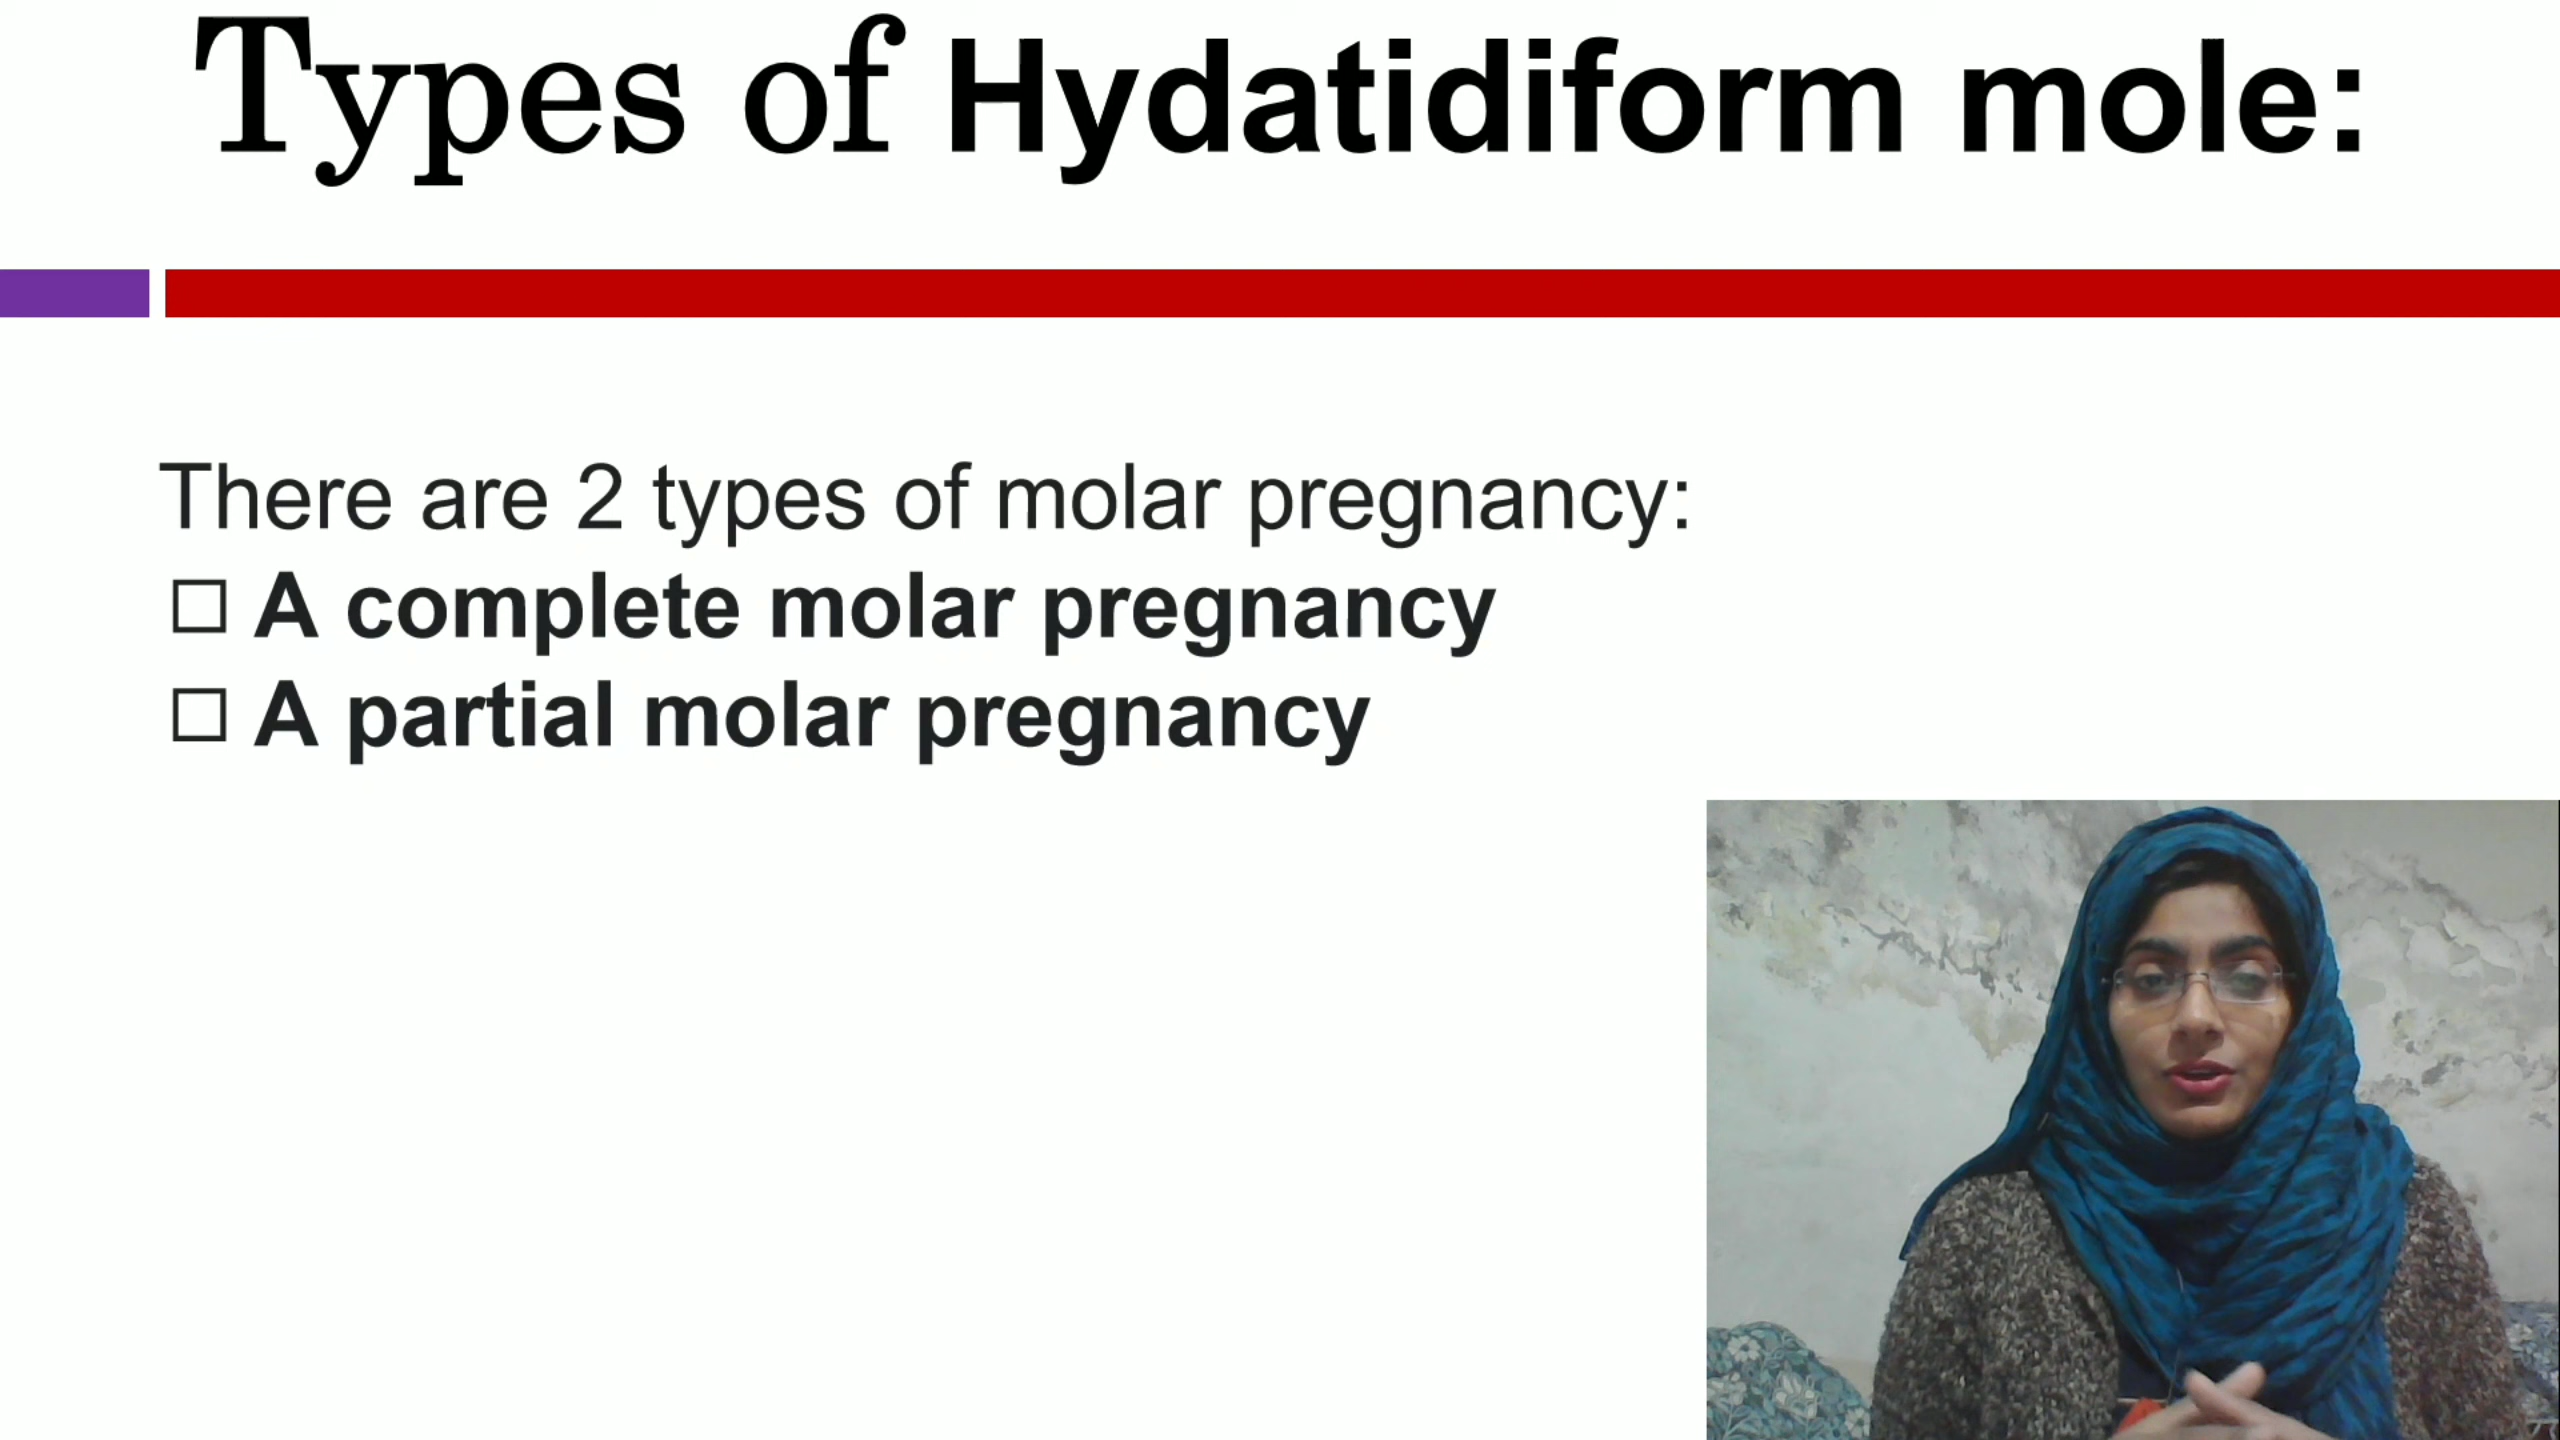 Types of Hydatidiform mole:
There are 2 types of molar pregnancy:
□ A complete molar pregnancy
□ A partial molar pregnancy